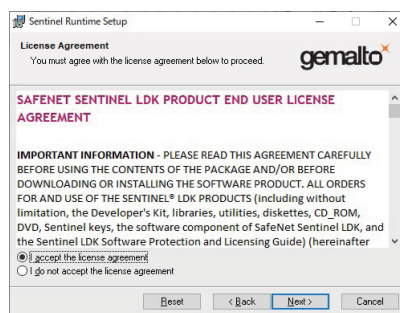 Sentinel Runtime Setup
License Agreement
You must agree with the license agreement below to proceed.
gemalto
SAFENET SENTINEL LDK PRODUCT END USER LICENSE
AGREEMENT
IMPORTANT INFORMATION - PLEASE READ THIS AGREEMENT CAREFULLY
BEFORE USING THE CONTENTS OF THE PACKAGE AND/OR BEFORE
DOWNLOADING OR INSTALLING THE SOFTWARE PRODUCT. ALL ORDERS
FOR AND USE OF THE SENTINEL® LDK PRODUCTS (including without
limitation, the Developer's Kit, libraries, utilities, diskettes, CD_ROM,
DVD, Sentinel keys, the software component of SafeNet Sentinel LDK, and
the Sentinel LDK Software Protection and Licensing Guide) (hereinafter
I accept the license agreement
I do not accept the license agreement
Reset
< Back
Next >
Cancel